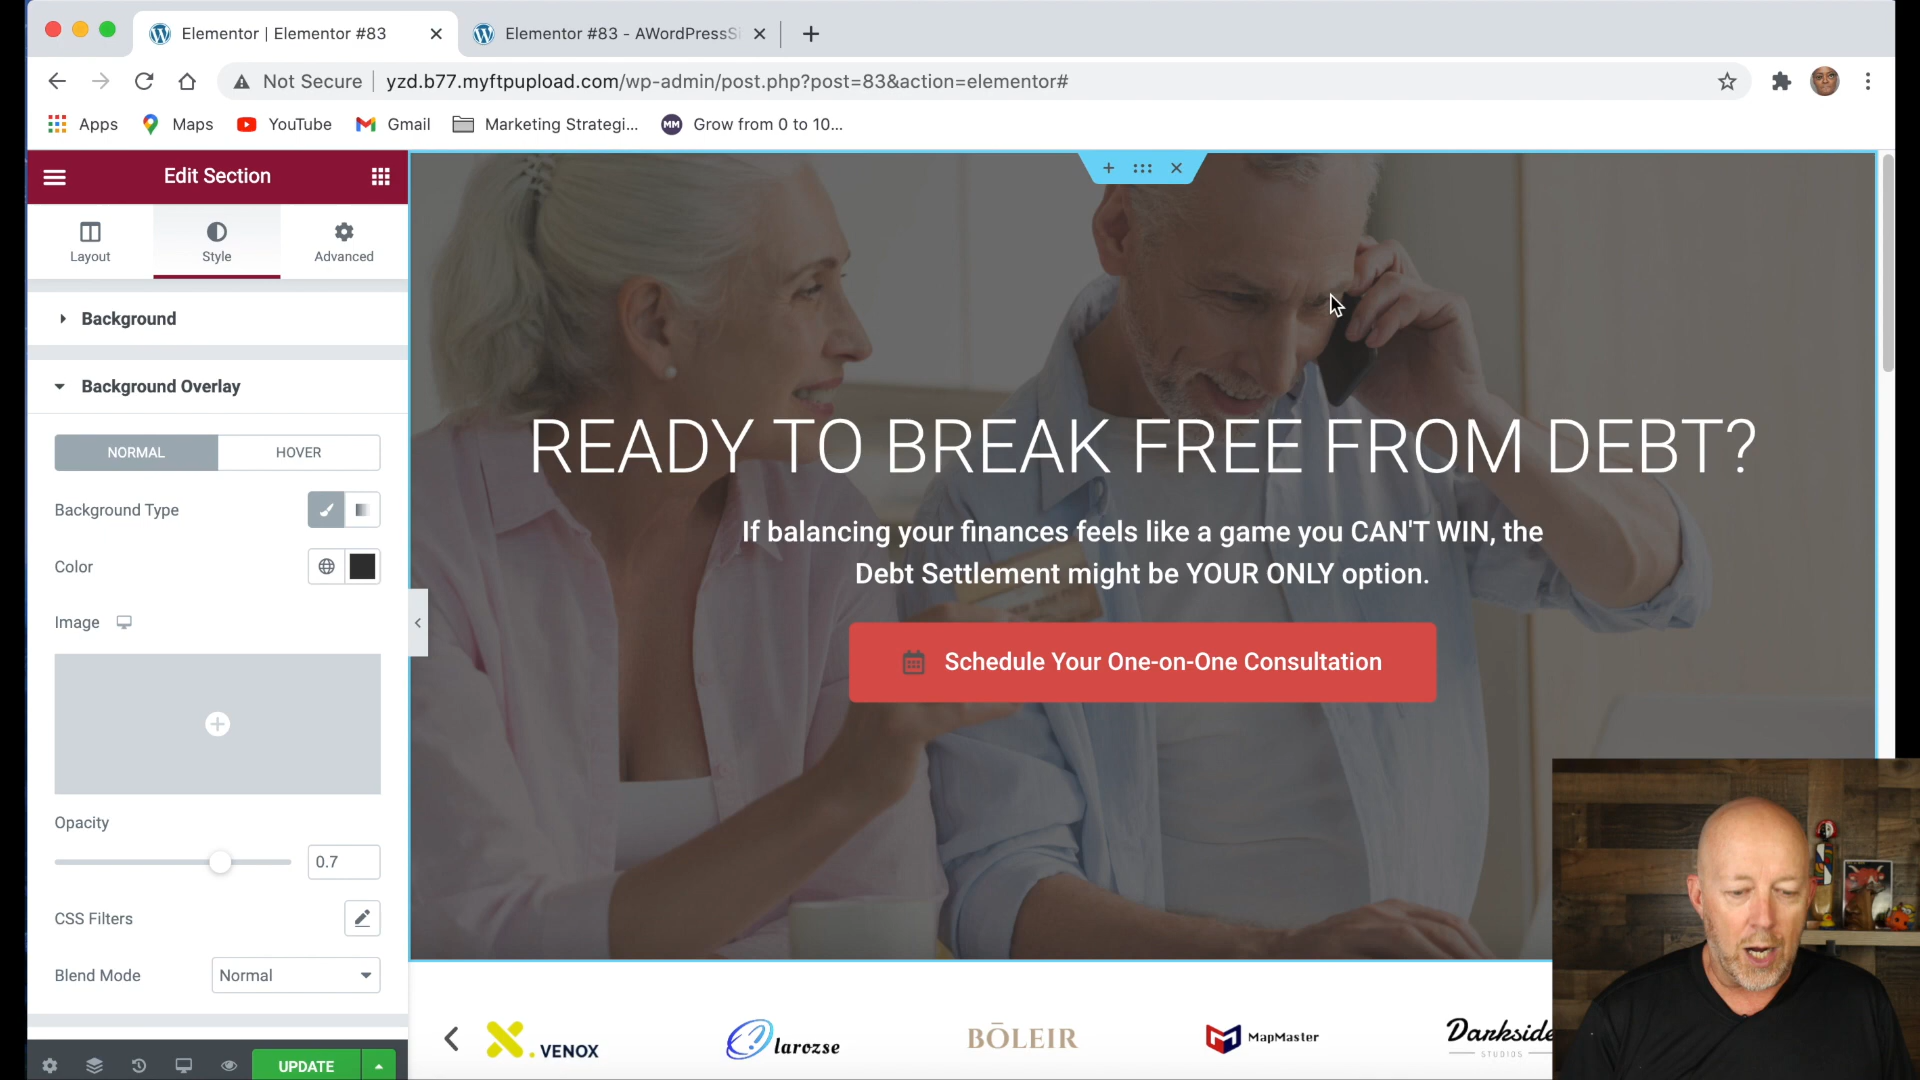 Elementor | Elementor #83
Elementor #83 - AWordPressSi
Not Secure
yzd.b77.myftpupload.com/wp-admin/post.php?post=83&action=elementor#
Apps
Maps
YouTube
Gmail
Marketing Strategi...
MM
Grow from 0 to 10...
Edit Section
Layout
Style
Advanced
Background
Background Overlay
NORMAL
HOVER
Background Type
Color
Image
Opacity
0.7
CSS Filters
Blend Mode
Normal
UPDATE
READY TO BREAK FREE FROM DEBT?
If balancing your finances feels like a game you CAN'T WIN, the
Debt Settlement might be YOUR ONLY option.
Schedule Your One-on-One Consultation
VENOX
larozse
BŌLEIR
MapMaster
Darkside
STUDIOS